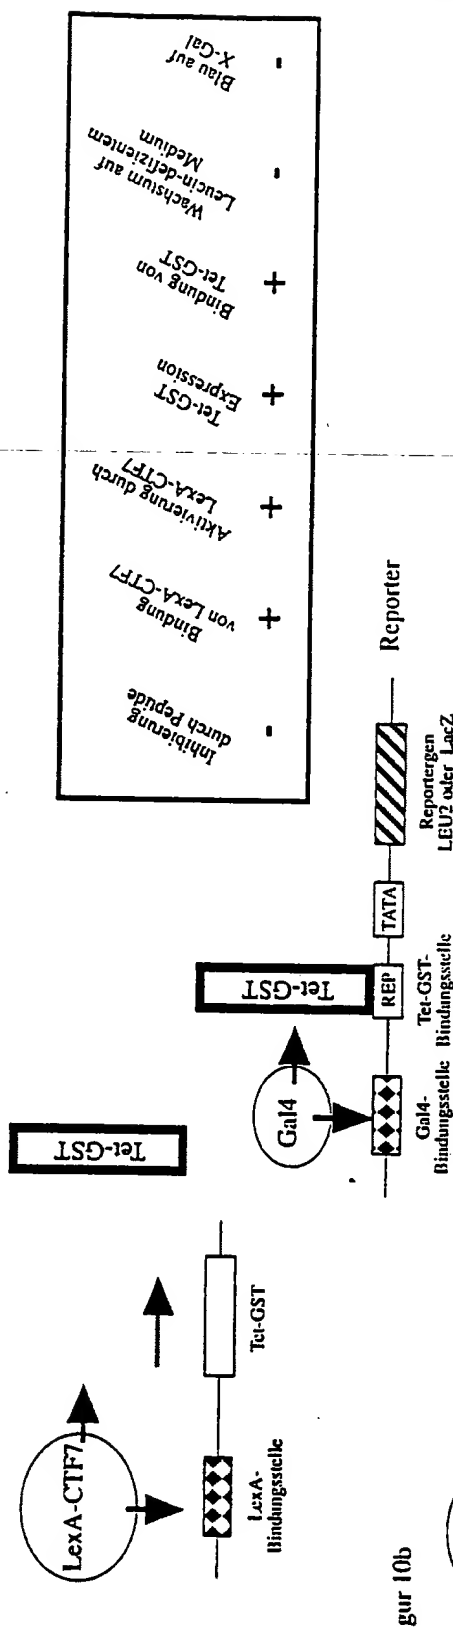 gur 10b
LexA-CTF7
LexA-
Bindungsstelle
Tet-GST
Tet-GST
Gal4
Tet-GST
REP
TATA
Gal4-
Bindungsstelle
Tet-GST-
Bindungsstelle
Reportergen
LEU2 oder LacZ
Reporter
Inhibierung
durch Peptide
-
Bindung
von LexA-CTF7
+
Aktivierung durch
LexA-CTF7
+
Tet-GST
Expression
+
Bindung von
Tet-GST
+
Wachstum auf
Leucin-defizientem
Medium
-
Blau auf
X-Gal
-